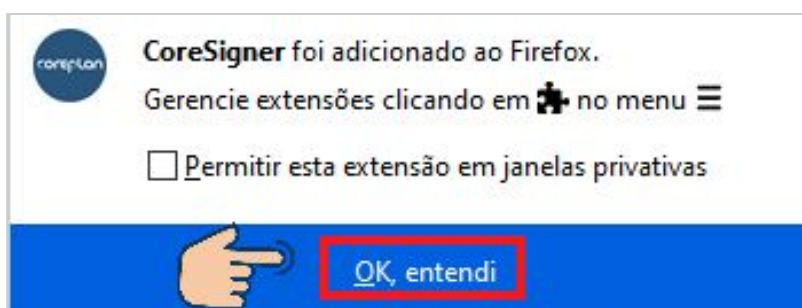 coreplan
CoreSigner foi adicionado ao Firefox.
Gerencie extensões clicando em no menu
Permitir esta extensão em janelas privativas
OK, entendi